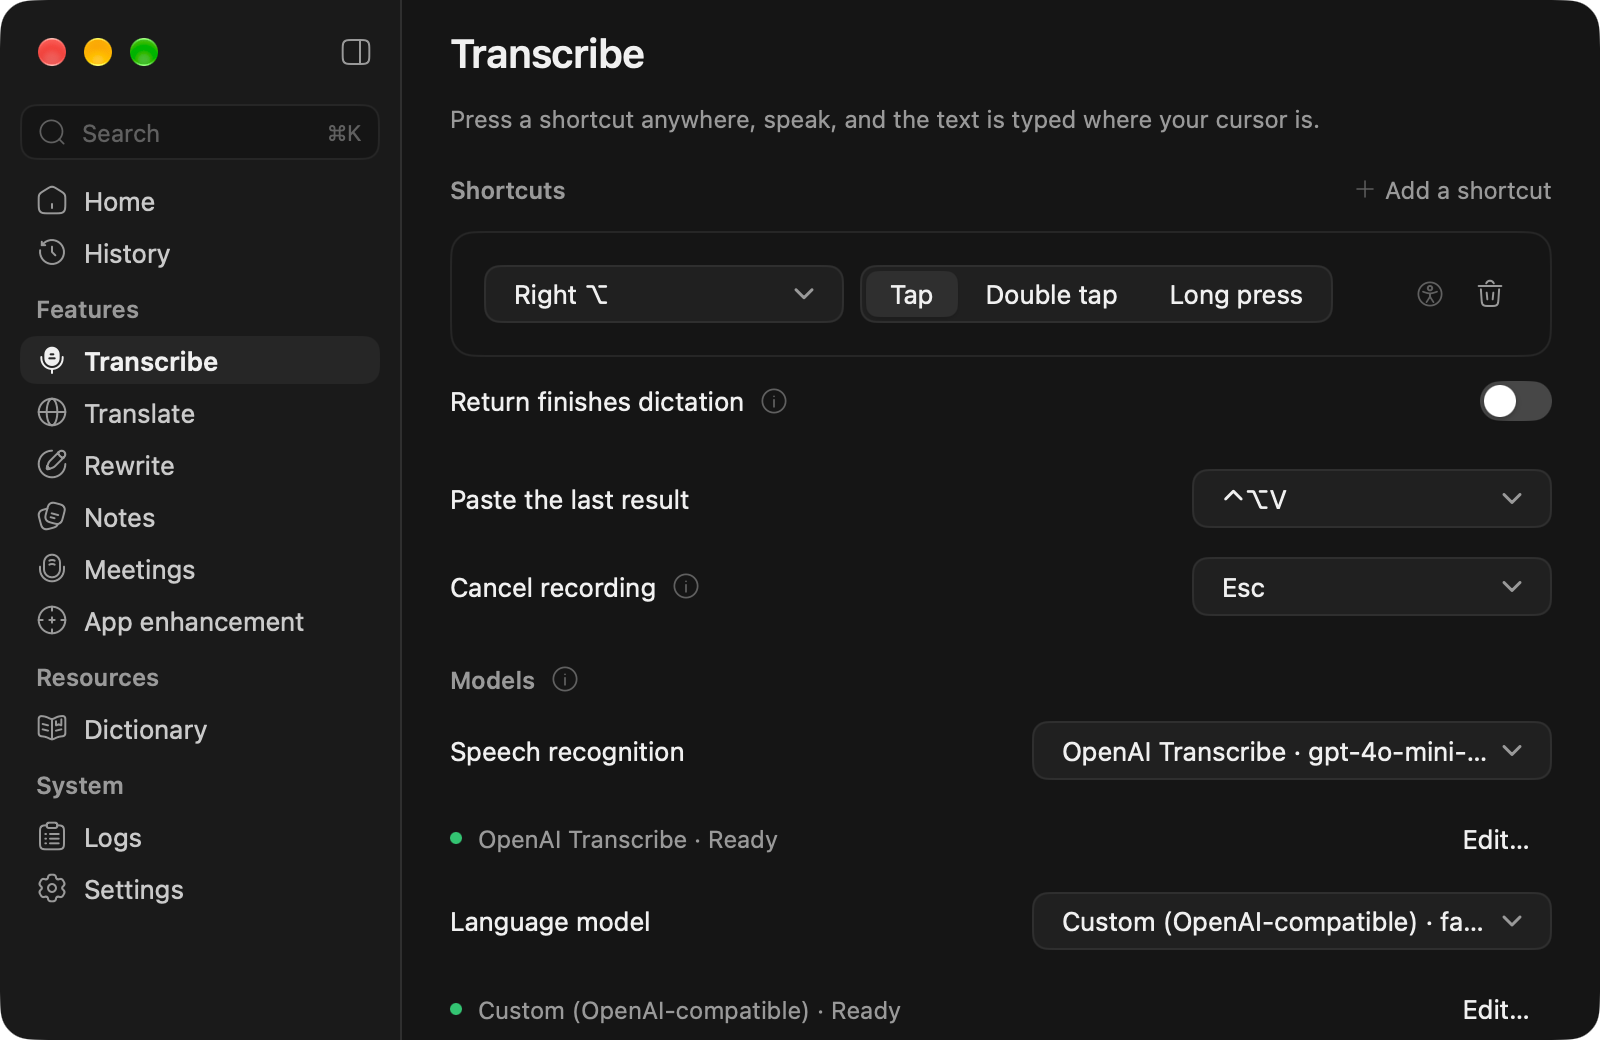 Search ⌘K
Home
History
Features
Transcribe
Translate
Rewrite
Notes
Meetings
App enhancement
Resources
Dictionary
System
Logs
Settings
Transcribe
Press a shortcut anywhere, speak, and the text is typed where your cursor is.
Shortcuts
+ Add a shortcut
Right ⌥
Tap Double tap Long press
Return finishes dictation
Paste the last result
^⌥V
Cancel recording
Esc
Models
Speech recognition
OpenAI Transcribe · gpt-4o-mini-...
OpenAI Transcribe · Ready
Edit...
Language model
Custom (OpenAI-compatible) · fa...
Custom (OpenAI-compatible) · Ready
Edit...